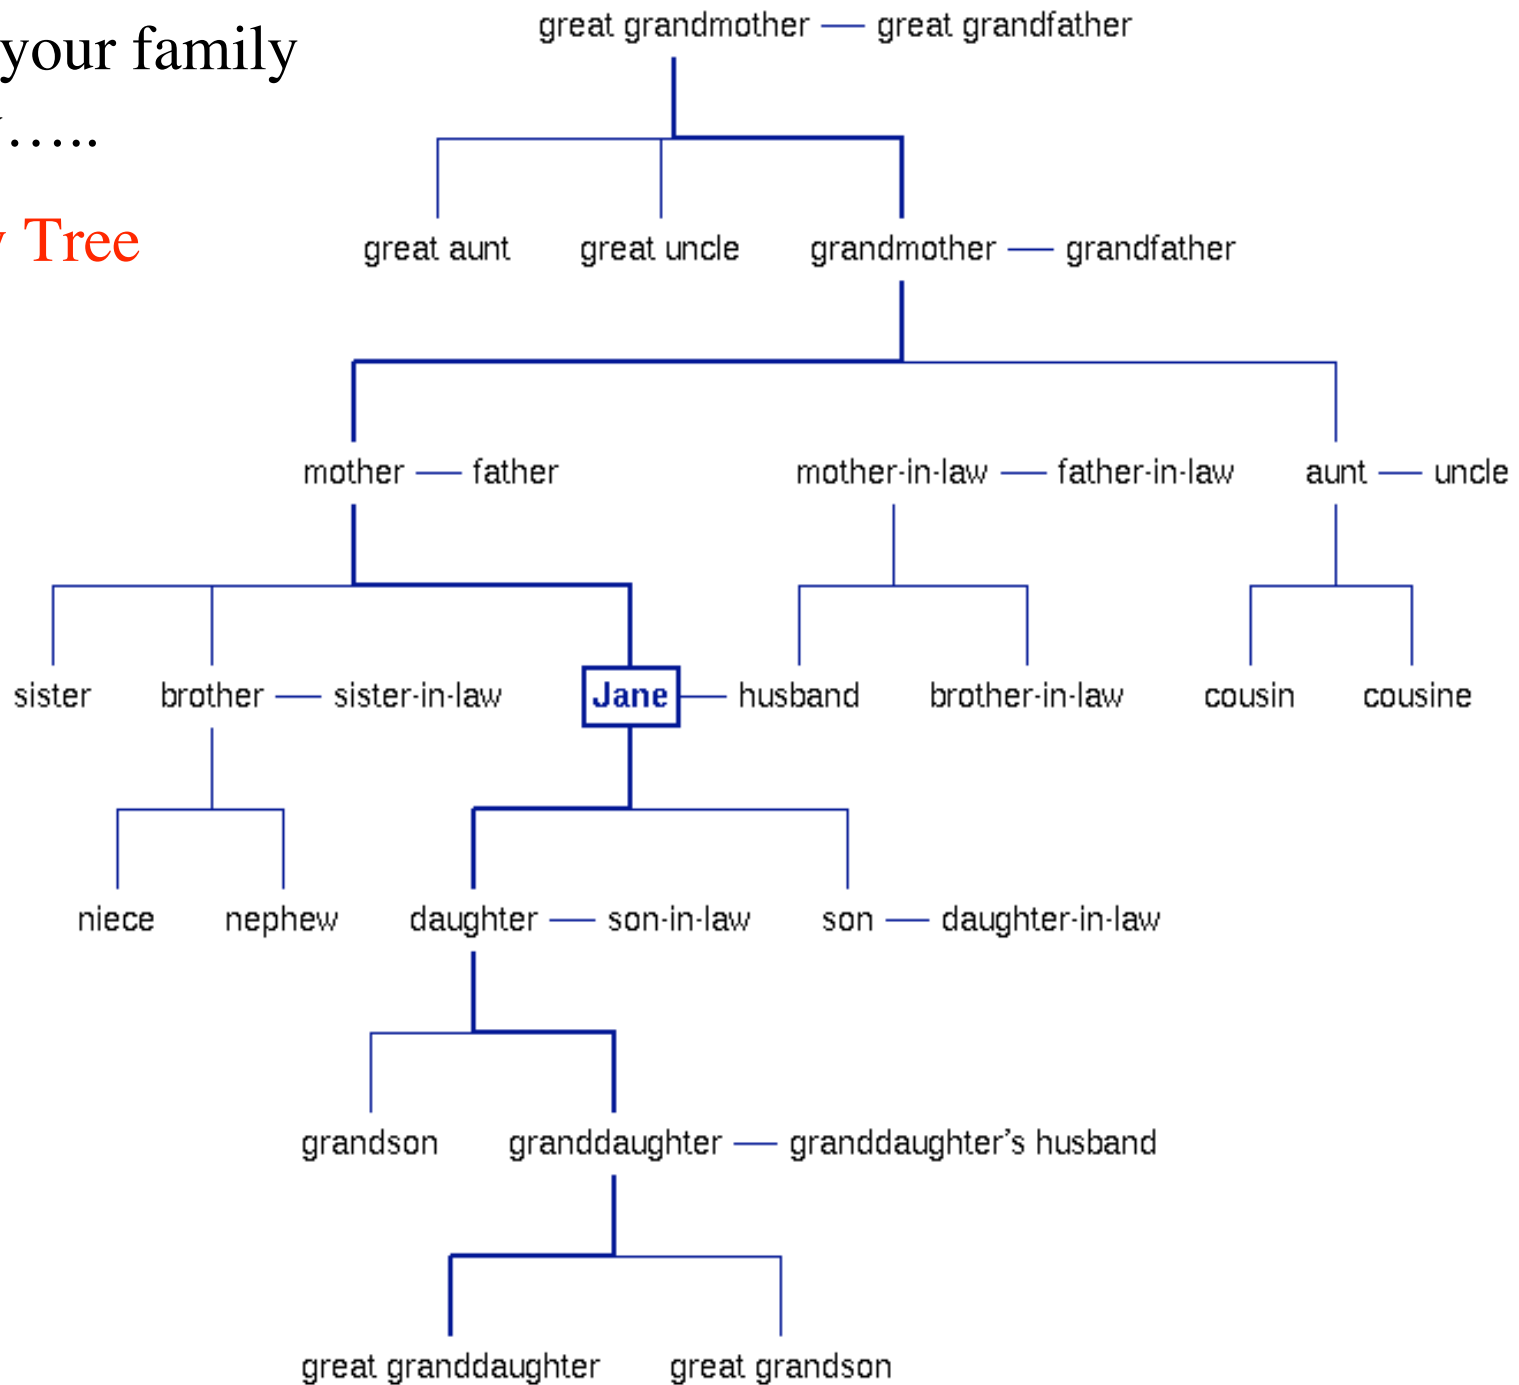 great grandmother great grandfather
your family
…..
Tree
great aunt great uncle grandmother grandfather
mother father mother-in-law father-in-law aunt uncle
sister brother sister-in-law Jane husband brother-in-law cousin cousine
niece nephew daughter son-in-law son daughter-in-law
grandson granddaughter granddaughter’s husband
great granddaughter great grandson